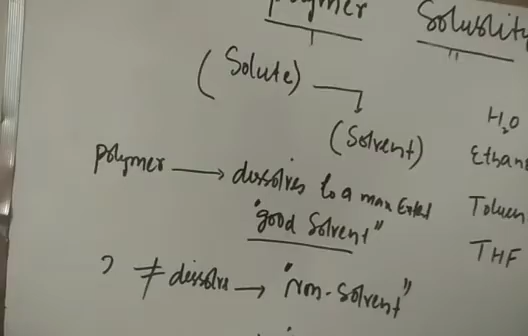 polymer Solubility
(Solute)
(Solvent)
H2O
Ethan
Toluen
THF
polymer → dissolves to a max Extent
"good Solvent"
≠ dissolve → "Non-Solvent"